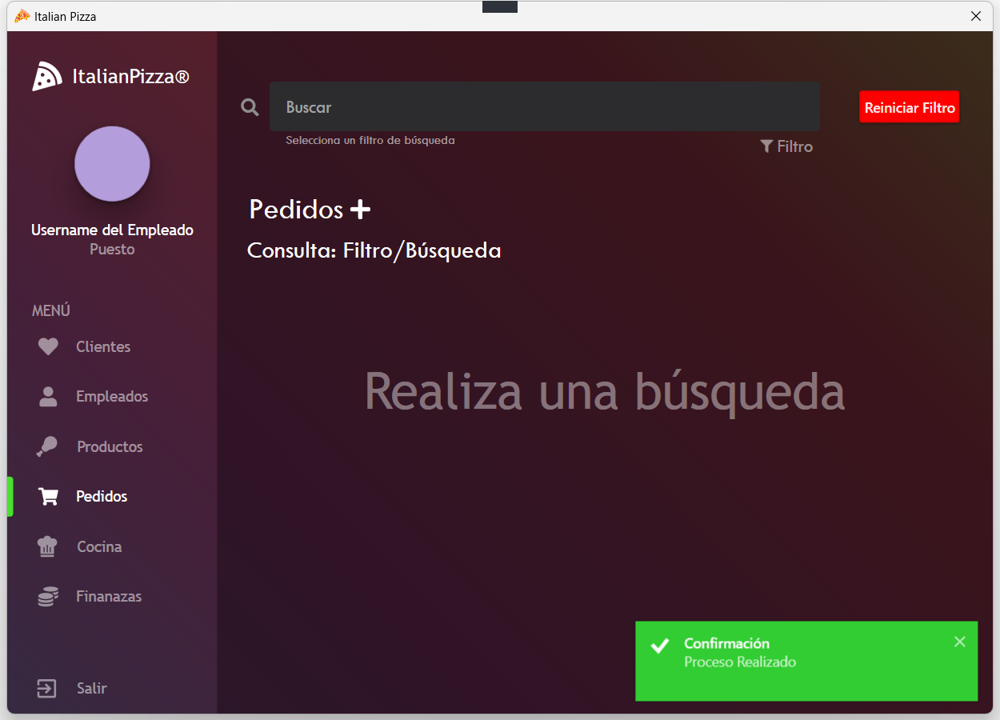 Italian Pizza
ItalianPizza®
Username del Empleado
Puesto
MENÚ
Clientes
Empleados
Productos
Pedidos
Cocina
Finanazas
Salir
Buscar
Reiniciar Filtro
Selecciona un filtro de búsqueda
Filtro
Pedidos
Consulta: Filtro/Búsqueda
Realiza una búsqueda
Confirmación
Proceso Realizado